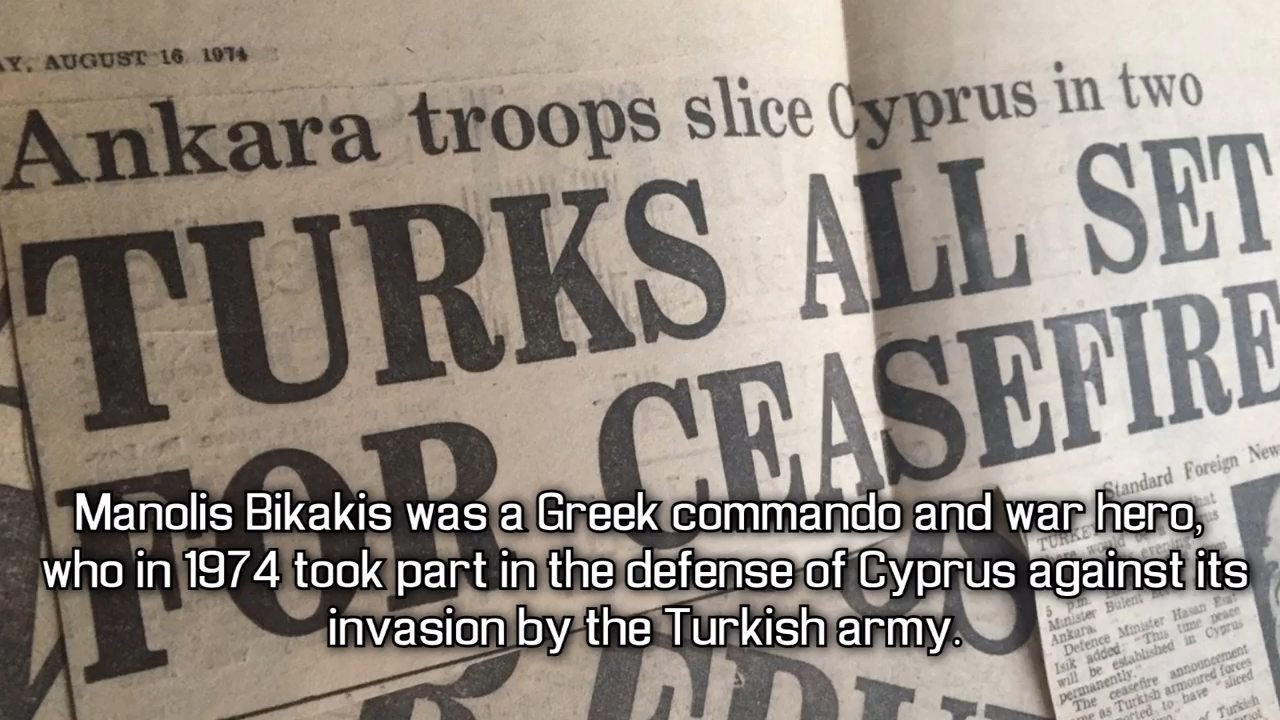 AY, AUGUST 16 1974
Ankara troops slice Cyprus in two
TURKS ALL SET
FOR CEASEFIRE
Standard Foreign New
Manolis Bikakis was a Greek commando and war hero,
who in 1974 took part in the defense of Cyprus against its
invasion by the Turkish army.
Minister Bulent
Ankara.
Defence Minister Hasan Esat
Isik added: "This time peace
will be established in Cyprus
permanently."
The ceasefire announcement
as Turkish armoured forces
to have "sliced
Turkish